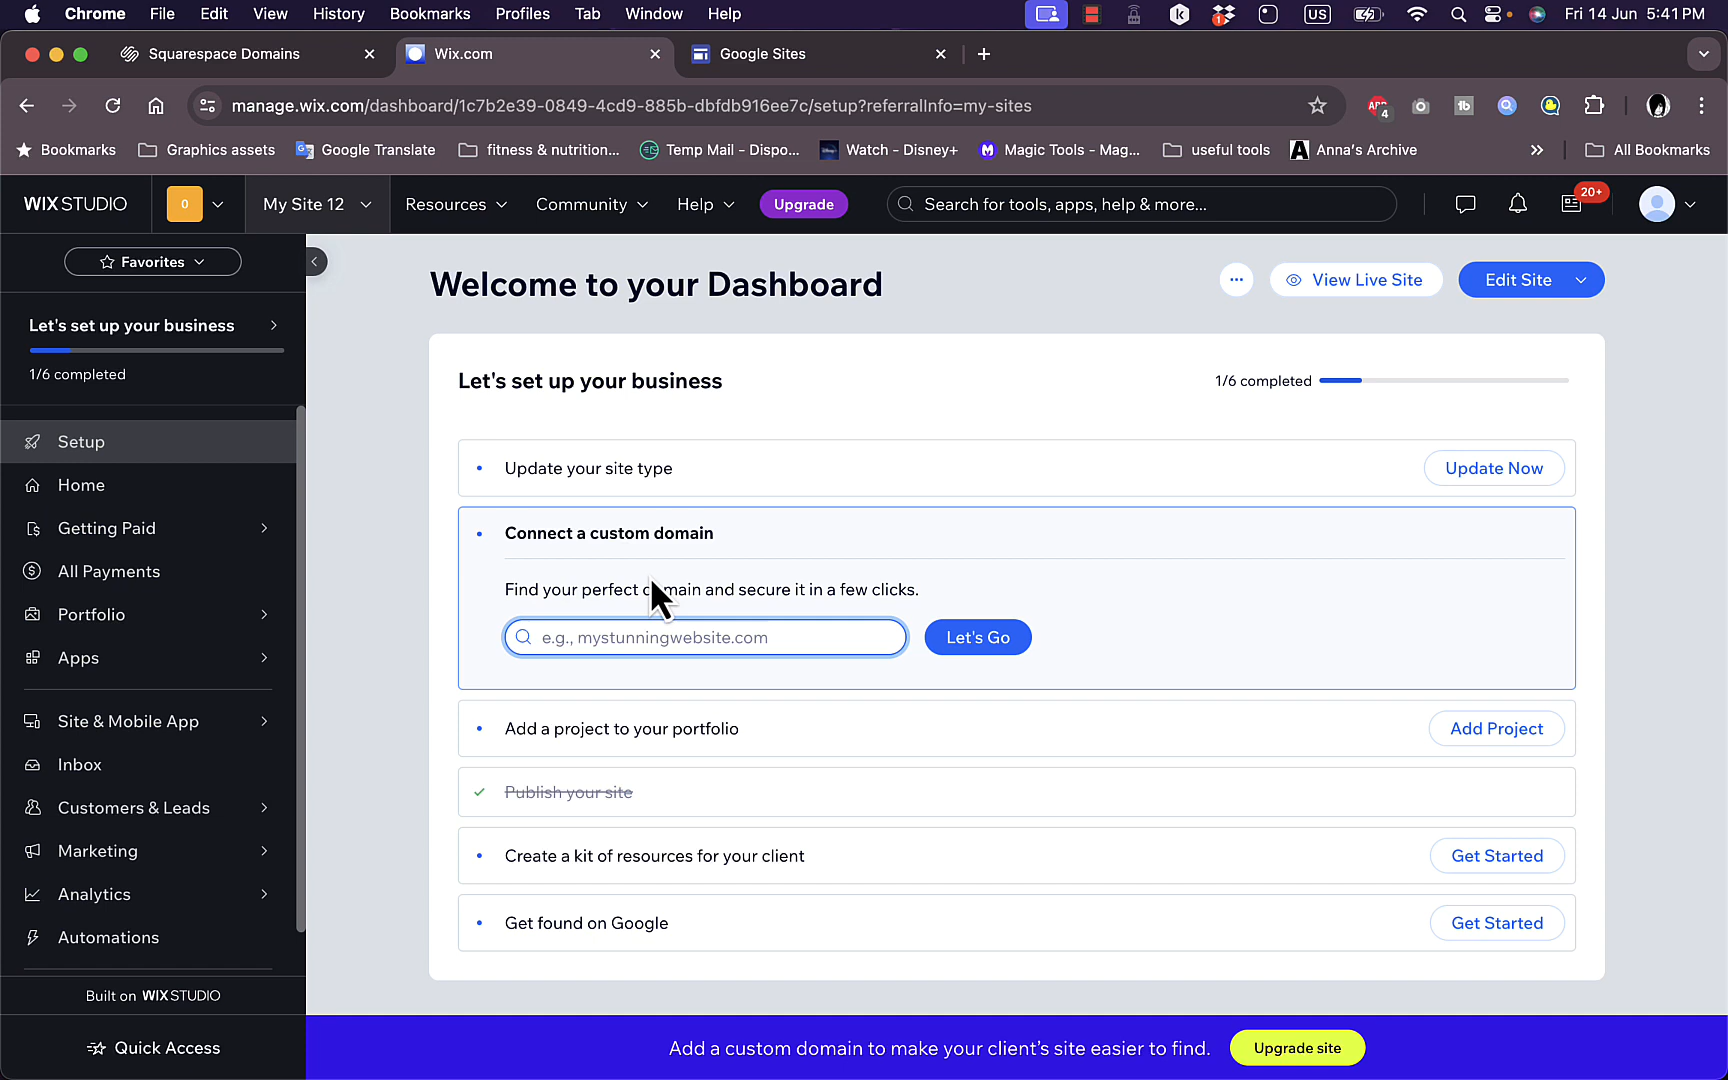 Chrome File Edit View History Bookmarks Profiles Tab Window Help 1 US Fri 14 Jun 5:41 PM
Squarespace Domains Wix.com Google Sites
manage.wix.com/dashboard/1c7b2e39-0849-4cd9-885b-dbfdb916ee7c/setup?referralInfo=my-sites ABP 4 tb
Bookmarks Graphics assets Google Translate fitness & nutrition... Temp Mail - Dispo... Watch - Disney+ Magic Tools - Mag... useful tools Anna's Archive All Bookmarks
WIX STUDIO 0 My Site 12 Resources Community Help Upgrade Search for tools, apps, help & more... 20+
Favorites
Welcome to your Dashboard
... View Live Site Edit Site
Let's set up your business
1/6 completed
Let's set up your business 1/6 completed
Setup
Home
Getting Paid
All Payments
Portfolio
Apps
Site & Mobile App
Inbox
Customers & Leads
Marketing
Analytics
Automations
Built on WIX STUDIO
Quick Access
Update your site type Update Now
Connect a custom domain
Find your perfect domain and secure it in a few clicks.
e.g., mystunningwebsite.com Let's Go
Add a project to your portfolio Add Project
Publish your site
Create a kit of resources for your client Get Started
Get found on Google Get Started
Add a custom domain to make your client's site easier to find. Upgrade site